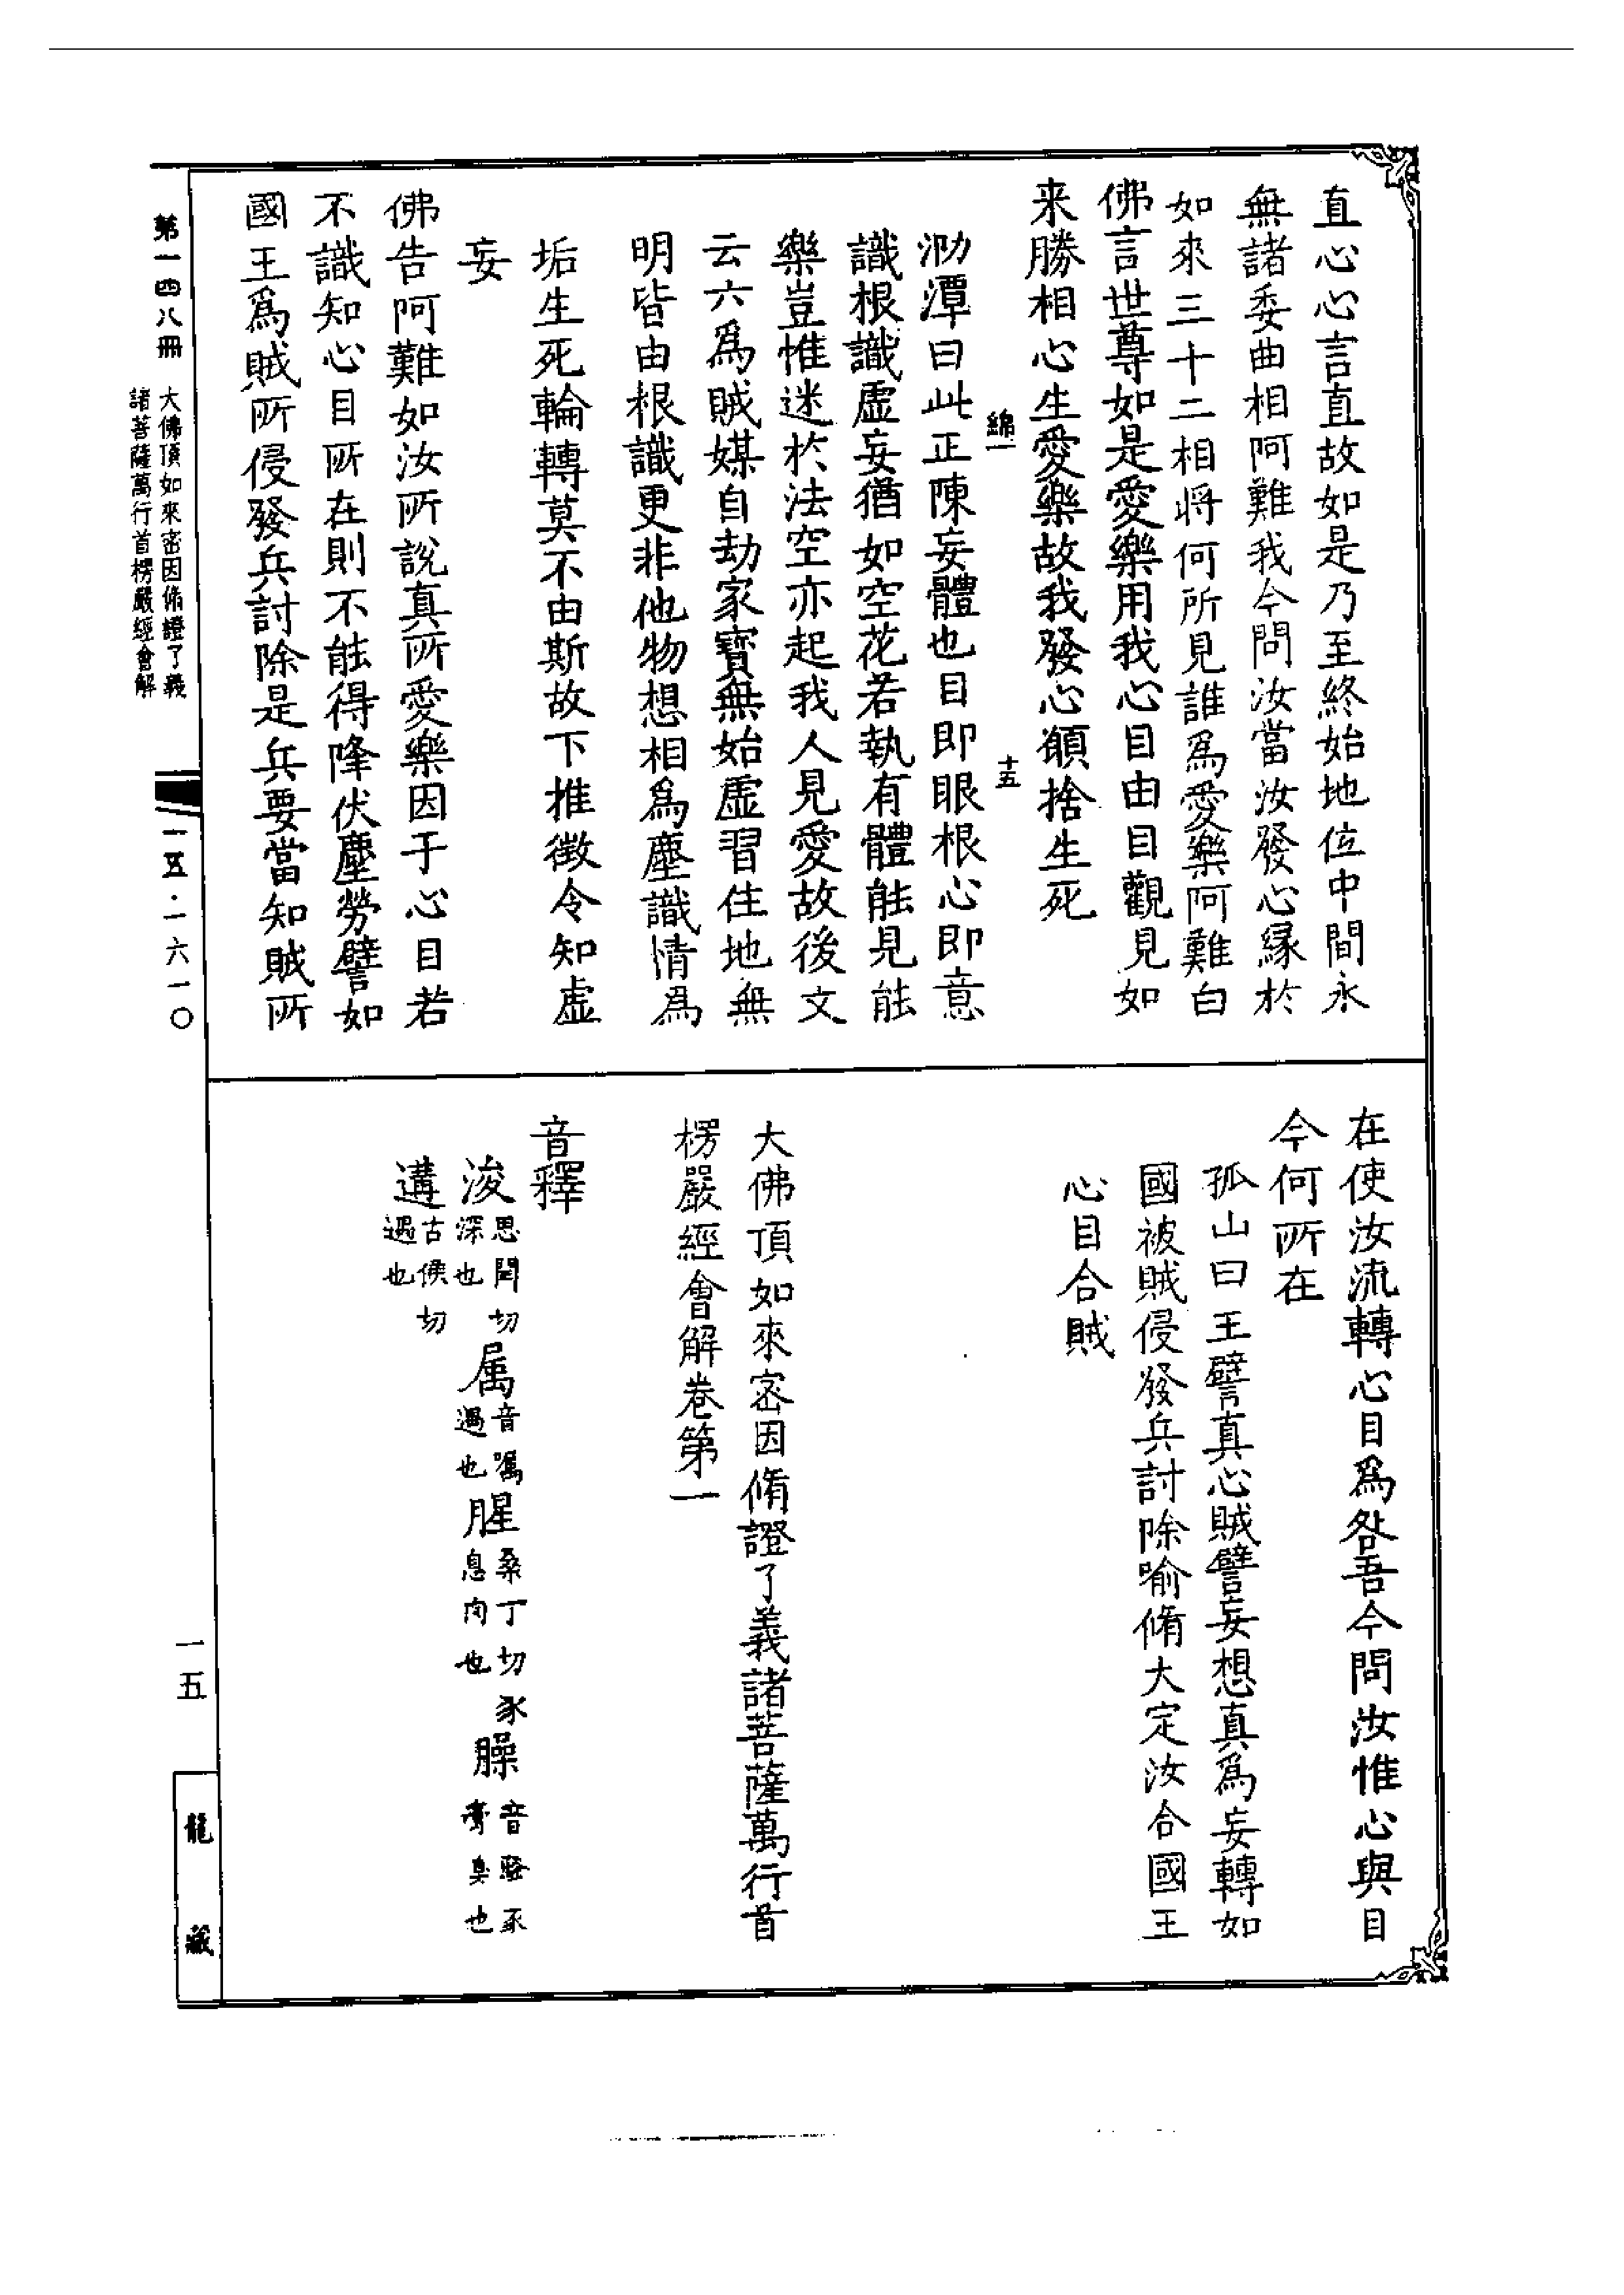 直心心言直故如是乃至終始地位中間永
無諸委曲相阿難我今問汝當汝發心緣於
如來三十二相將何所見誰為愛樂阿難白
佛言世尊如是愛樂用我心目由目觀見如
来勝相心生愛樂故我發心願捨生死
綿一
十五
泐潭曰此正陳妄體也目即眼根心即意
識根識虛妄猶如空花若執有體能見能
樂豈惟迷於法空亦起我人見愛故後文
云六爲賊媒自劫家寶無始虛習住地無
明皆由根識更非他物想相爲塵識情爲
垢生死輪轉莫不由斯故下推徵令知虛
妄
佛告阿難如汝所說真所愛樂因于心目若
不識知心目所在則不能得降伏塵勞譬如
國王爲賊所侵發兵討除是兵要當知賊所
在使汝流轉心目爲咎吾今問汝惟心與目
今何所在
孤山曰王譬真心賊譬妄想真爲妄轉如
國被賊侵發兵討除喻脩大定汝合國王
心目合賊
大佛頂如來密因脩證了義諸菩薩萬行首
楞嚴經會解卷第一
音釋
浚思閏切深也 属音嘱遇也 腥桑丁切豕息肉也 臊音騷豕膏臭也
遘古候切遇也
第一四八冊
大佛頂如來密因脩證了義
諸菩薩萬行首楞嚴經會解
一五·一六一〇
一五
龍藏